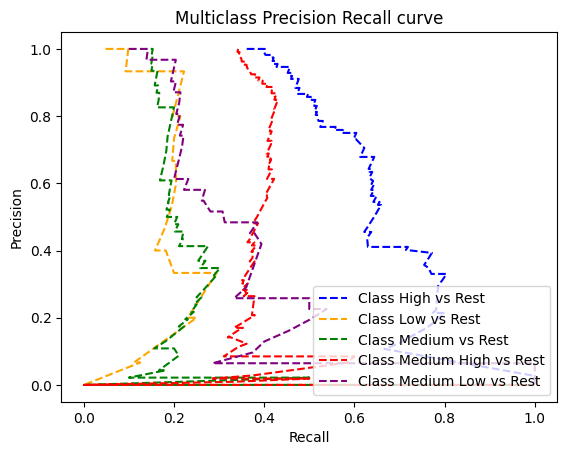 Multiclass Precision Recall curve
Precision
1.0
0.8
0.6
0.4
0.2
0.0
Class High vs Rest
Class Low vs Rest
Class Medium vs Rest
Class Medium High vs Rest
Class Medium Low vs Rest
0.0 0.2 0.4 0.6 0.8 1.0
Recall